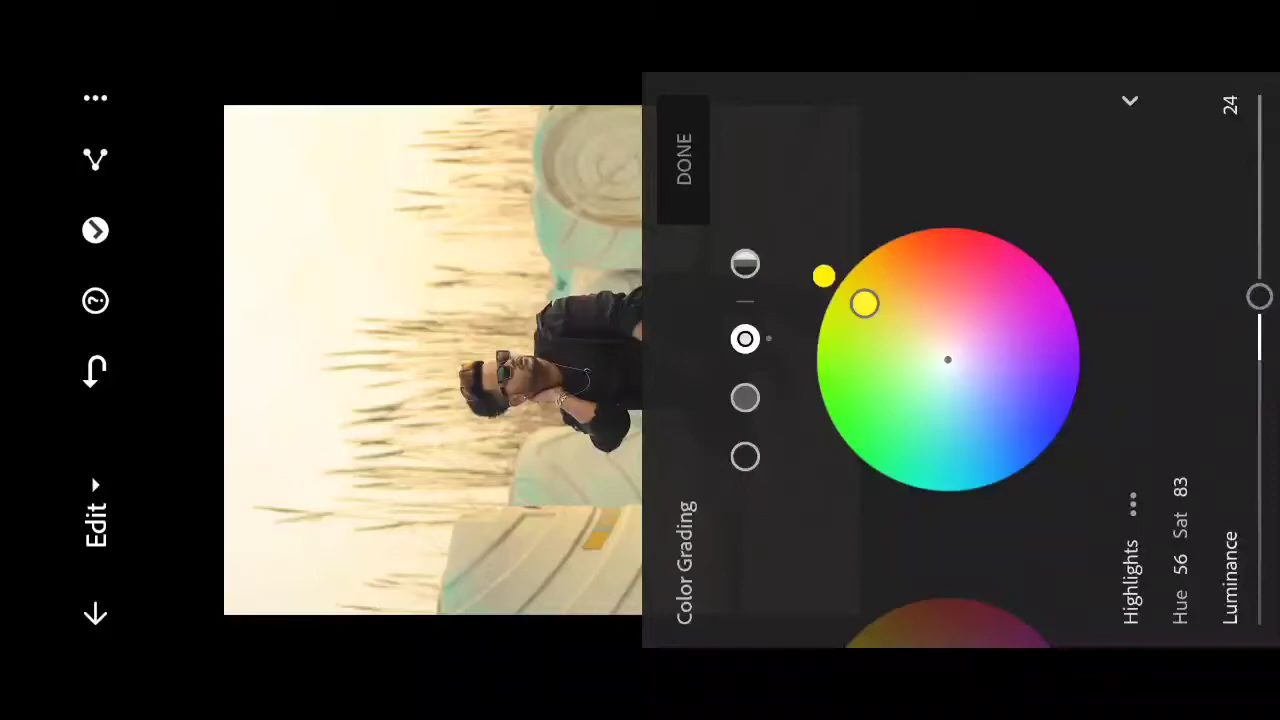 Edit
Color Grading
DONE
Highlights
Hue 56 Sat 83
Luminance 24